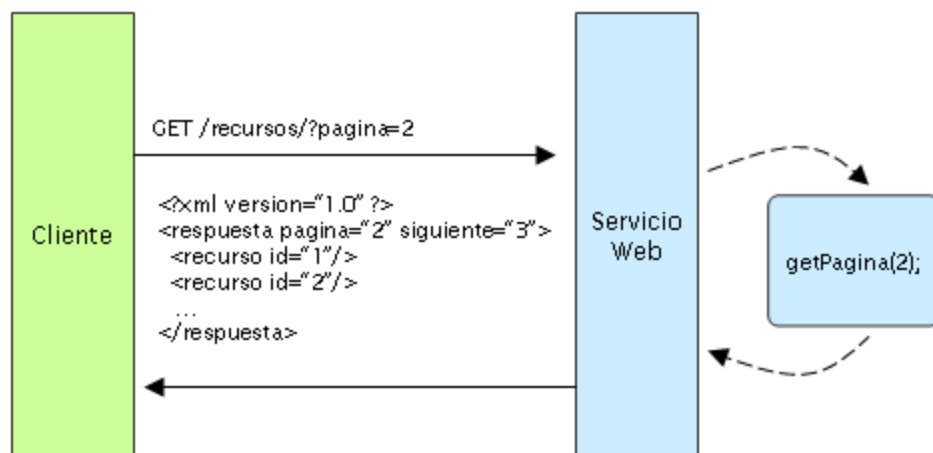 GET /recursos/?pagina=2
<?xml version="1.0" ?>
<respuesta pagina="2" siguiente="3">
<recurso id="1"/>
<recurso id="2"/>
...
</respuesta>
Cliente
Servicio
Web
getPagina(2);